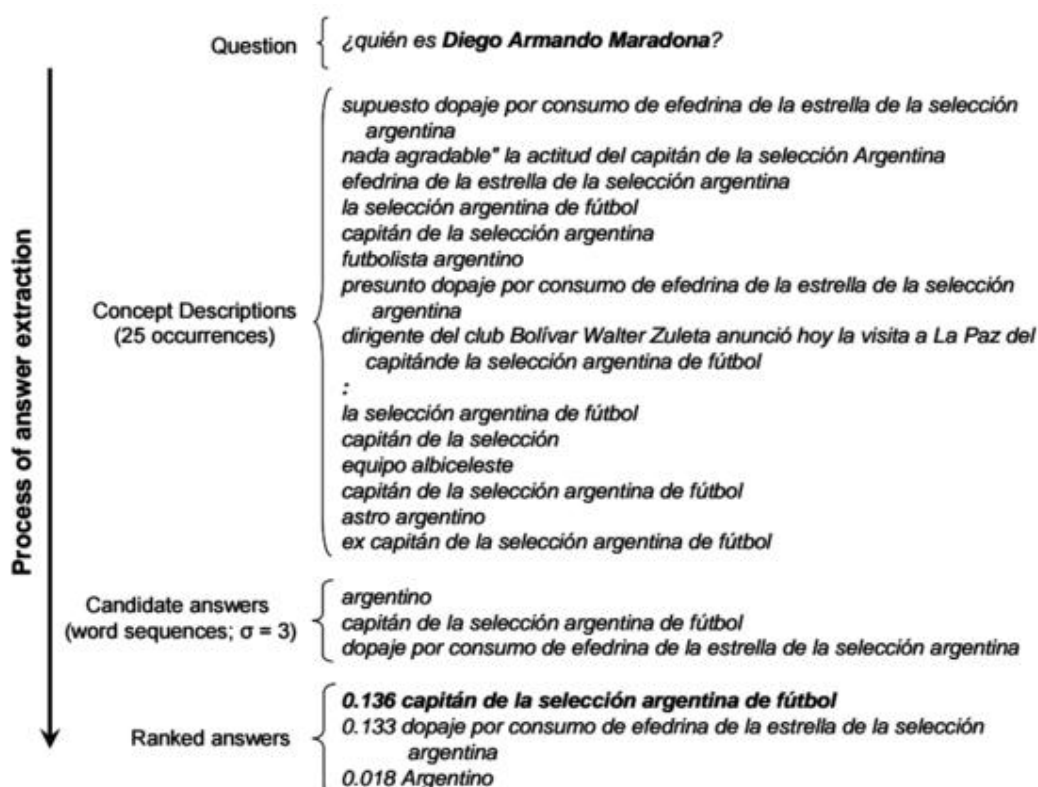 Question
¿quién es Diego Armando Maradona?
Process of answer extraction
Concept Descriptions
(25 occurrences)
supuesto dopaje por consumo de efedrina de la estrella de la selección
argentina
nada agradable" la actitud del capitán de la selección Argentina
efedrina de la estrella de la selección argentina
la selección argentina de fútbol
capitán de la selección argentina
futbolista argentino
presunto dopaje por consumo de efedrina de la estrella de la selección
argentina
dirigente del club Bolívar Walter Zuleta anunció hoy la visita a La Paz del
capitánde la selección argentina de fútbol
:
la selección argentina de fútbol
capitán de la selección
equipo albiceleste
capitán de la selección argentina de fútbol
astro argentino
ex capitán de la selección argentina de fútbol
Candidate answers
(word sequences; σ = 3)
argentino
capitán de la selección argentina de fútbol
dopaje por consumo de efedrina de la estrella de la selección argentina
Ranked answers
0.136 capitán de la selección argentina de fútbol
0.133 dopaje por consumo de efedrina de la estrella de la selección
argentina
0.018 Argentino